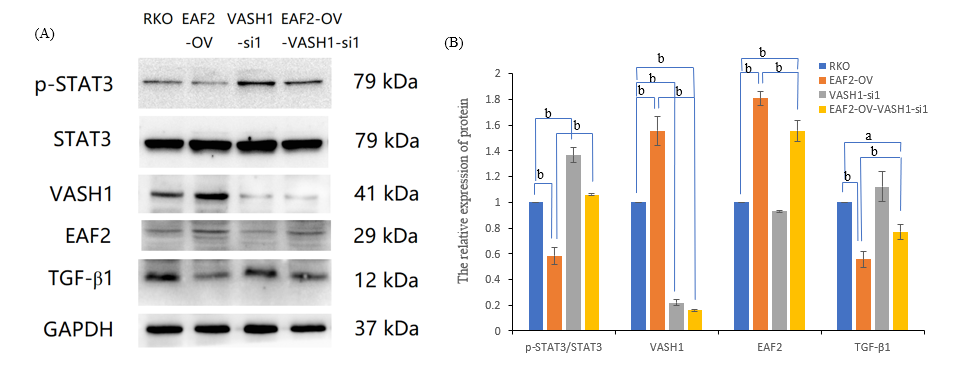 (A)
RKO EAF2 VASH1 EAF2-OV
-OV -si1 -VASH1-si1
p-STAT3 79 kDa
STAT3 79 kDa
VASH1 41 kDa
EAF2 29 kDa
TGF-β1 12 kDa
GAPDH 37 kDa
(B)
The relative expression of protein
2
1.8
1.6
1.4
1.2
1
0.8
0.6
0.4
0.2
0
b b b
b b b b
b b b b
b b b
a
b
b
RKO
EAF2-OV
VASH1-si1
EAF2-OV-VASH1-si1
p-STAT3/STAT3 VASH1 EAF2 TGF-β1